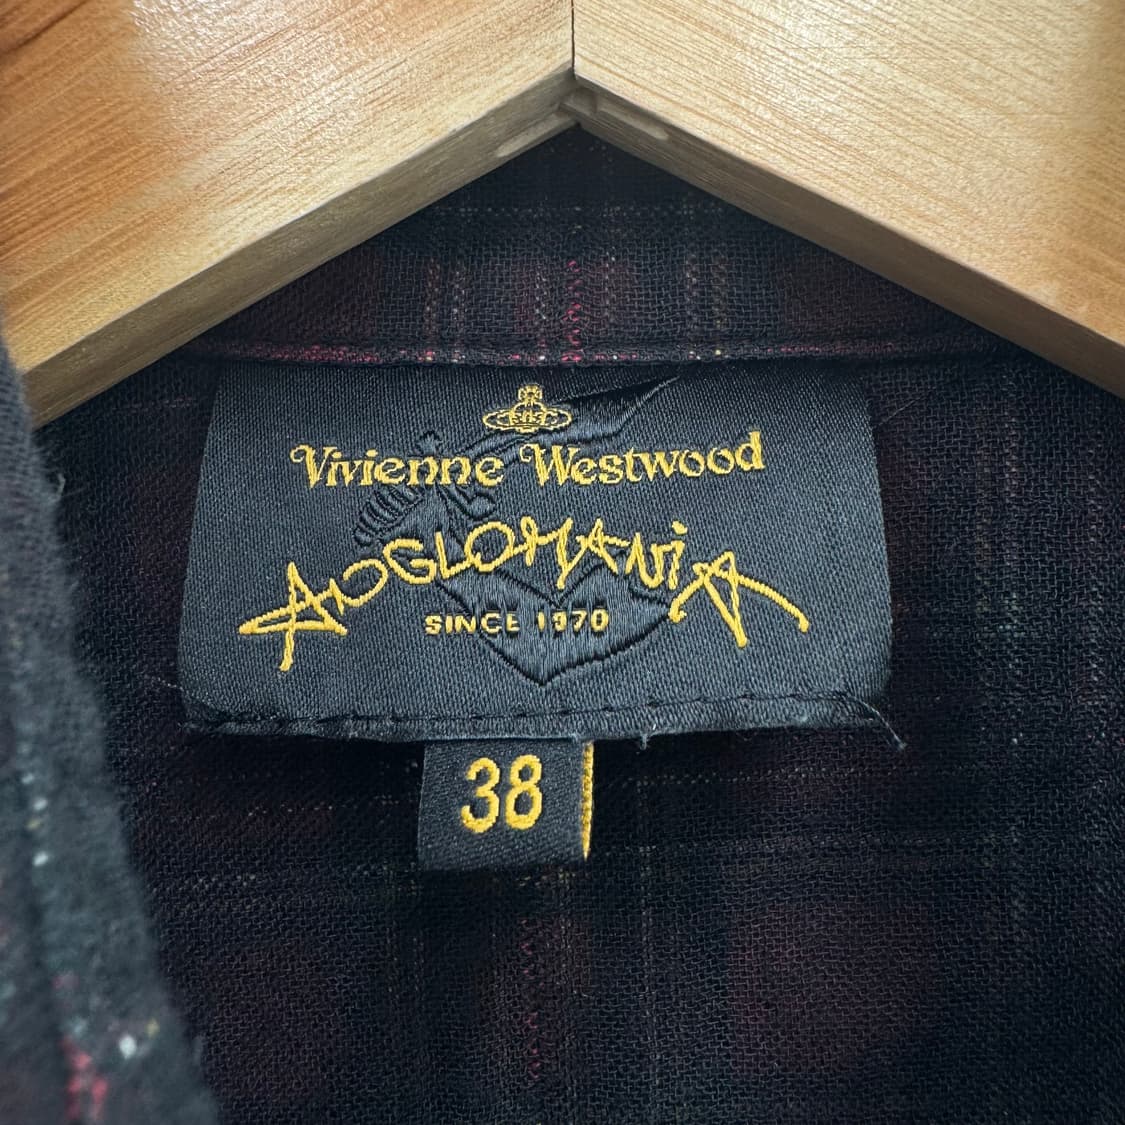 Vivienne Westwood
ANGLOMANIA
SINCE 1970
38